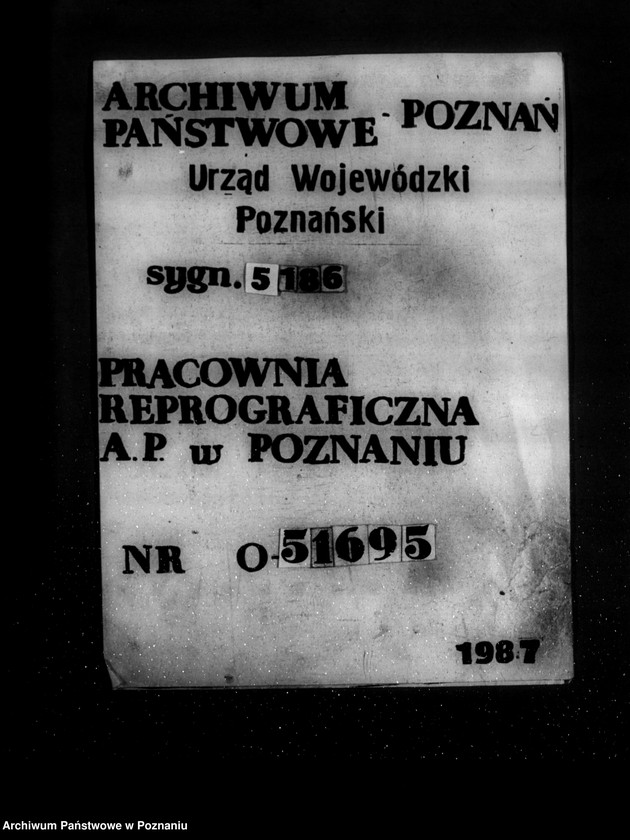 ARCHIWUM
PAŃSTWOWE - POZNAŃ
Urząd Wojewódzki
Poznański
sygn. 5186
PRACOWNIA
REPROGRAFICZNA
A.P. w POZNANIU
NR O-51695
1987
Archiwum Państwowe w Poznaniu